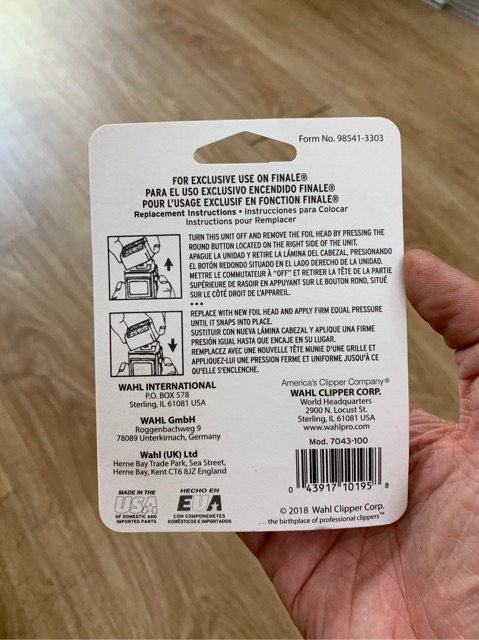 Form No. 98541-3303
FOR EXCLUSIVE USE ON FINALE®
PARA EL USO EXCLUSIVO ENCENDIDO FINALE®
POUR L'USAGE EXCLUSIF EN FONCTION FINALE®
Replacement Instructions • Instrucciones para Colocar
Instructions pour Remplacer
TURN THIS UNIT OFF AND REMOVE THE FOIL HEAD BY PRESSING THE
ROUND BUTTON LOCATED ON THE RIGHT SIDE OF THE UNIT.
APAGUE LA UNIDAD Y RETIRE LA LÁMINA DEL CABEZAL, PRESIONANDO
EL BOTÓN REDONDO SITUADO EN EL LADO DERECHO DE LA UNIDAD.
METTRE LE COMMUTATEUR À "OFF" ET RETIRER LA TÊTE DE LA PARTIE
SUPÉRIEURE DE RASOIR EN APPUYANT SUR LE BOUTON ROND, SITUÉ
SUR LE CÔTÉ DROIT DE L'APPAREIL.
•••
REPLACE WITH NEW FOIL HEAD AND APPLY FIRM EQUAL PRESSURE
UNTIL IT SNAPS INTO PLACE.
SUSTITUIR CON NUEVA LÁMINA CABEZAL Y APLIQUE UNA FIRME
PRESIÓN IGUAL HASTA QUE ENCAJE EN SU LUGAR.
REMPLACEZ AVEC UNE NOUVELLE TÊTE MUNIE D'UNE GRILLE ET
APPLIQUEZ-LUI UNE PRESSION FERME ET UNIFORME JUSQU'À CE
QU'ELLE S'ENCLENCHE.
WAHL INTERNATIONAL
P.O. BOX 578
Sterling, IL 61081 USA
WAHL GmbH
Roggenbachweg 9
78089 Unterkirnach, Germany
Wahl (UK) Ltd
Herne Bay Trade Park, Sea Street,
Herne Bay, Kent CT6 8JZ England
America's Clipper Company®
WAHL CLIPPER CORP.
World Headquarters
2900 N. Locust St.
Sterling, IL 61081 USA
www.wahlpro.com
Mod. 7043-100
0 43917 10195 8
MADE IN THE
USA
OF DOMESTIC AND
IMPORTED PARTS
HECHO EN
EUA
CON COMPONENETES
DOMÉSTICOS E IMPORTADOS
© 2018 Wahl Clipper Corp.
...the birthplace of professional clippers™